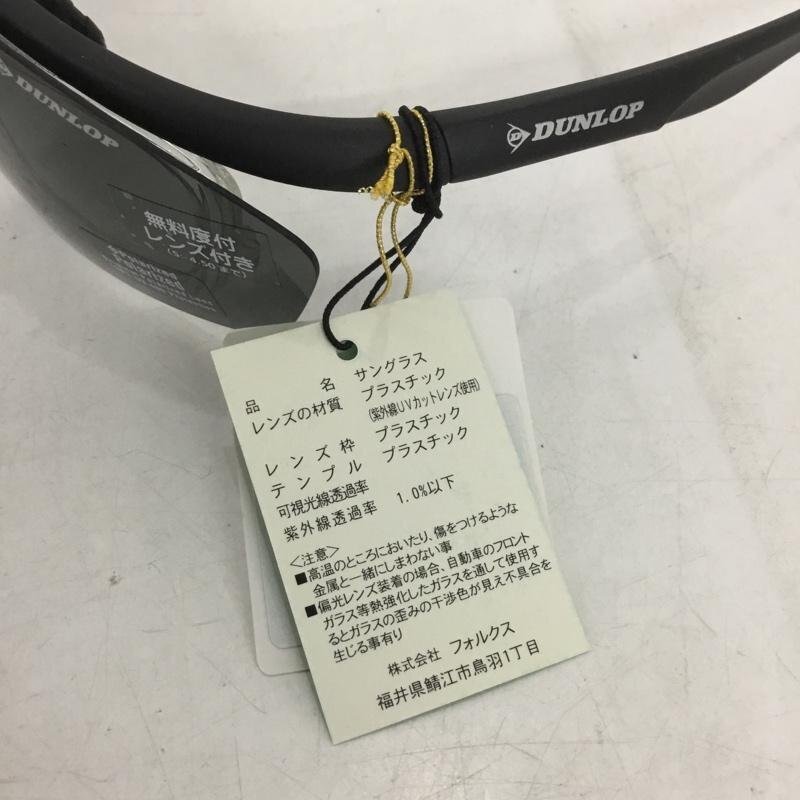 DUNLOP
DUNLOP
無料度付
レンズ付き
品名 サングラス
レンズの材質 プラスチック
(紫外線UVカットレンズ使用)
レンズ枠 プラスチック
テンプル プラスチック
可視光線透過率
紫外線透過率 1.0%以下
<注意>
■高温のところにおいたり、傷をつけるような
金属と一緒にしまわない事
■偏光レンズ装着の場合、自動車のフロント
ガラス等熱強化したガラスを通して使用す
るとガラスの歪みの干渉色が見え不具合を
生じる事有り
株式会社 フォルクス
福井県鯖江市鳥羽1丁目